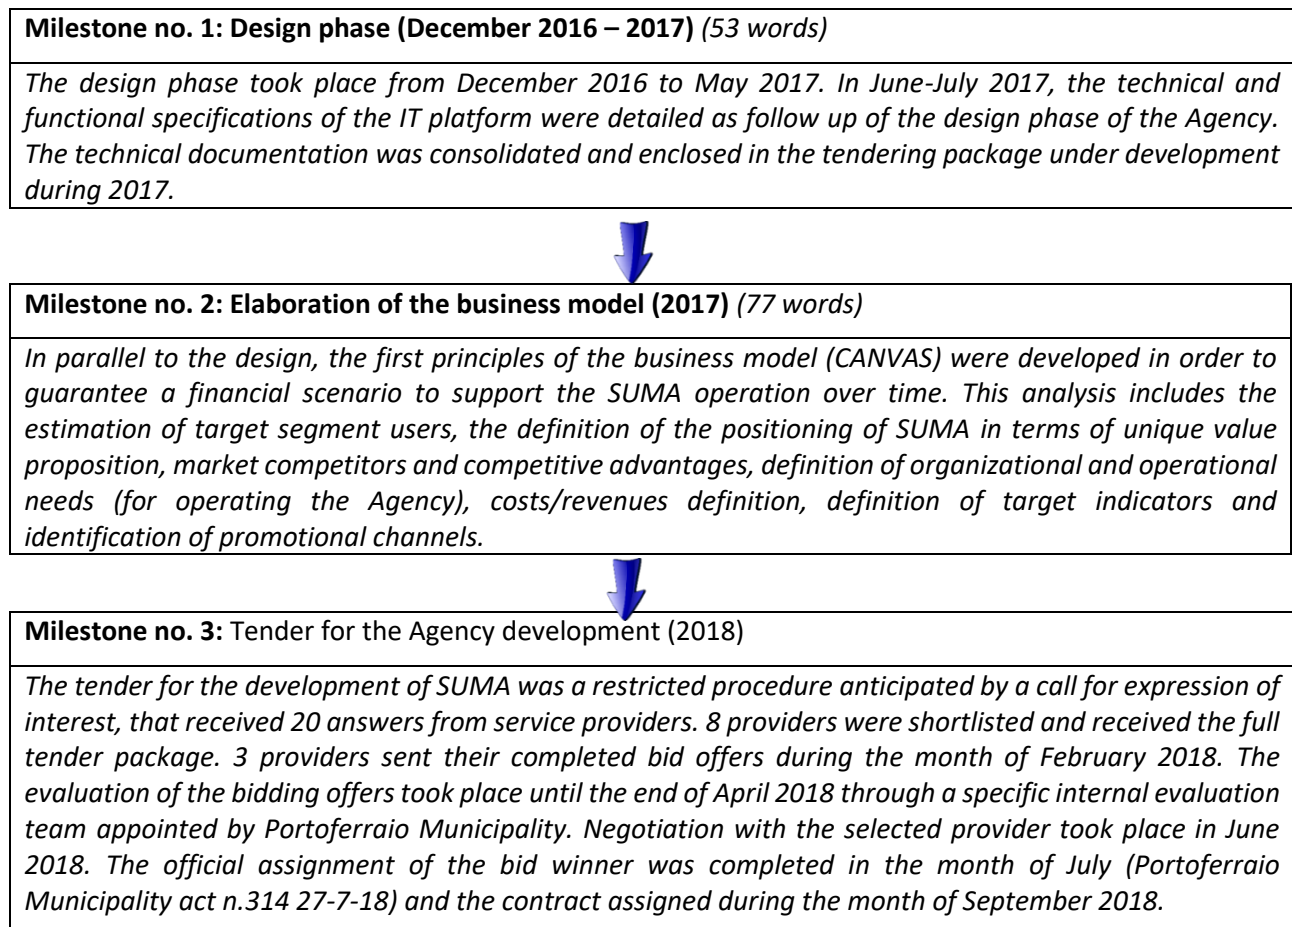 Milestone no. 1: Design phase (December 2016 – 2017) (53 words)
The design phase took place from December 2016 to May 2017. In June-July 2017, the technical and
functional specifications of the IT platform were detailed as follow up of the design phase of the Agency.
The technical documentation was consolidated and enclosed in the tendering package under development
during 2017.
Milestone no. 2: Elaboration of the business model (2017) (77 words)
In parallel to the design, the first principles of the business model (CANVAS) were developed in order to
guarantee a financial scenario to support the SUMA operation over time. This analysis includes the
estimation of target segment users, the definition of the positioning of SUMA in terms of unique value
proposition, market competitors and competitive advantages, definition of organizational and operational
needs (for operating the Agency), costs/revenues definition, definition of target indicators and
identification of promotional channels.
Milestone no. 3: Tender for the Agency development (2018)
The tender for the development of SUMA was a restricted procedure anticipated by a call for expression of
interest, that received 20 answers from service providers. 8 providers were shortlisted and received the full
tender package. 3 providers sent their completed bid offers during the month of February 2018. The
evaluation of the bidding offers took place until the end of April 2018 through a specific internal evaluation
team appointed by Portoferraio Municipality. Negotiation with the selected provider took place in June
2018. The official assignment of the bid winner was completed in the month of July (Portoferraio
Municipality act n.314 27-7-18) and the contract assigned during the month of September 2018.